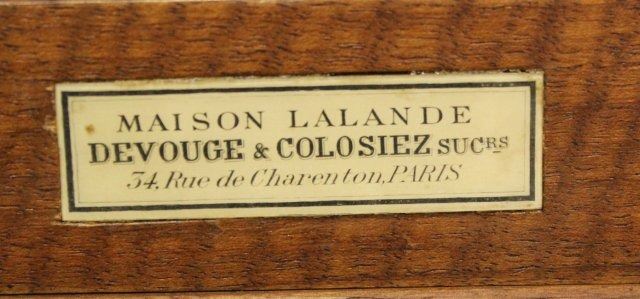 MAISON LALANDE
DEVOUGE & COLOSIEZ SUCRS
34, Rue de Charenton, PARIS